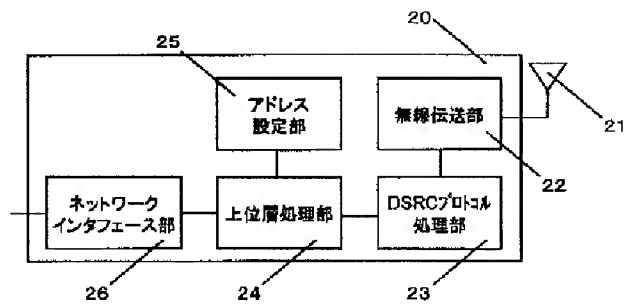 20
25
アドレス
設定部
無線伝送部
21
22
ネットワーク
インタフェース部
上位層処理部
DSRCプロトコル
処理部
26
24
23